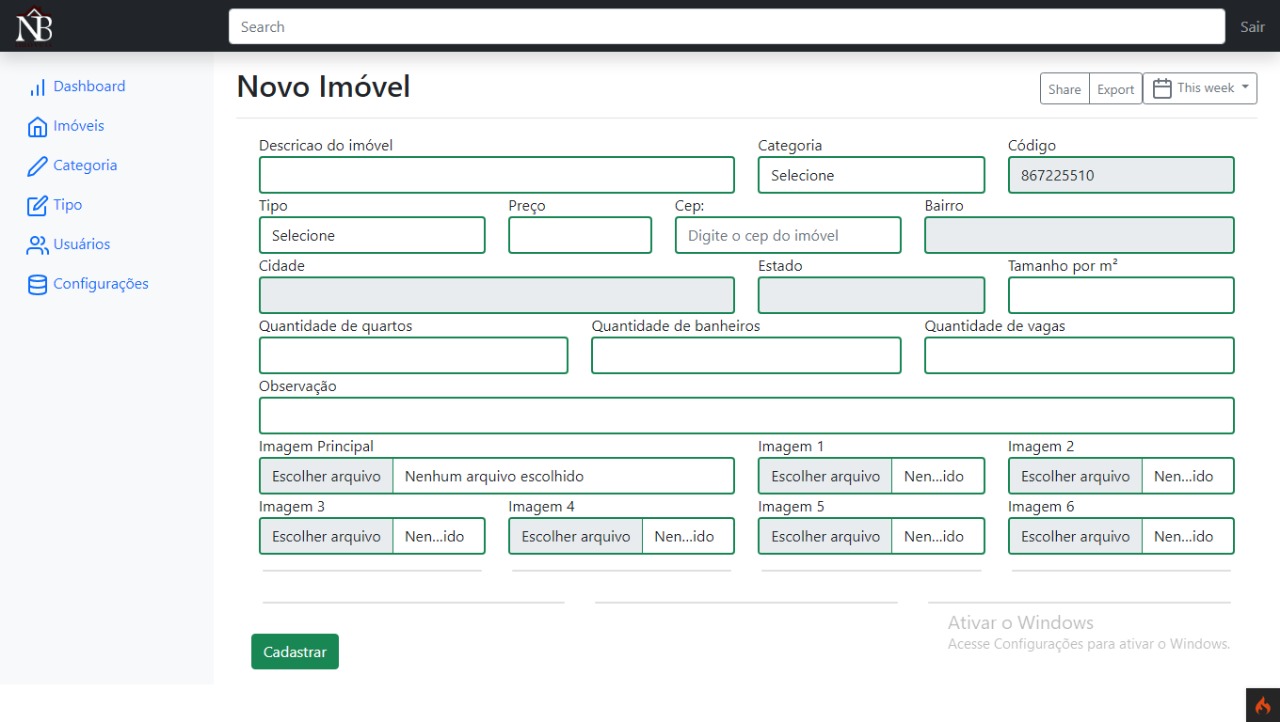 NB
Search
Sair
Dashboard
Imóveis
Categoria
Tipo
Usuários
Configurações
Novo Imóvel
Share Export This week
Descricao do imóvel Categoria Código
Selecione 867225510
Tipo Preço Cep: Bairro
Selecione Digite o cep do imóvel
Cidade Estado Tamanho por m²
Quantidade de quartos Quantidade de banheiros Quantidade de vagas
Observação
Imagem Principal Imagem 1 Imagem 2
Escolher arquivo Nenhum arquivo escolhido Escolher arquivo Nen...ido Escolher arquivo Nen...ido
Imagem 3 Imagem 4 Imagem 5 Imagem 6
Escolher arquivo Nen...ido Escolher arquivo Nen...ido Escolher arquivo Nen...ido Escolher arquivo Nen...ido
Ativar o Windows
Acesse Configurações para ativar o Windows.
Cadastrar